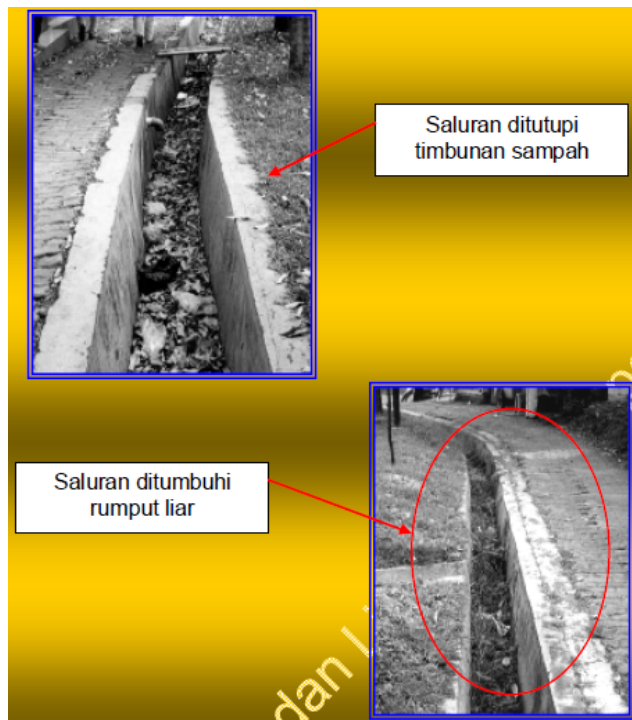 Saluran ditutupi
timbunan sampah
Saluran ditumbuhi
rumput liar
dan